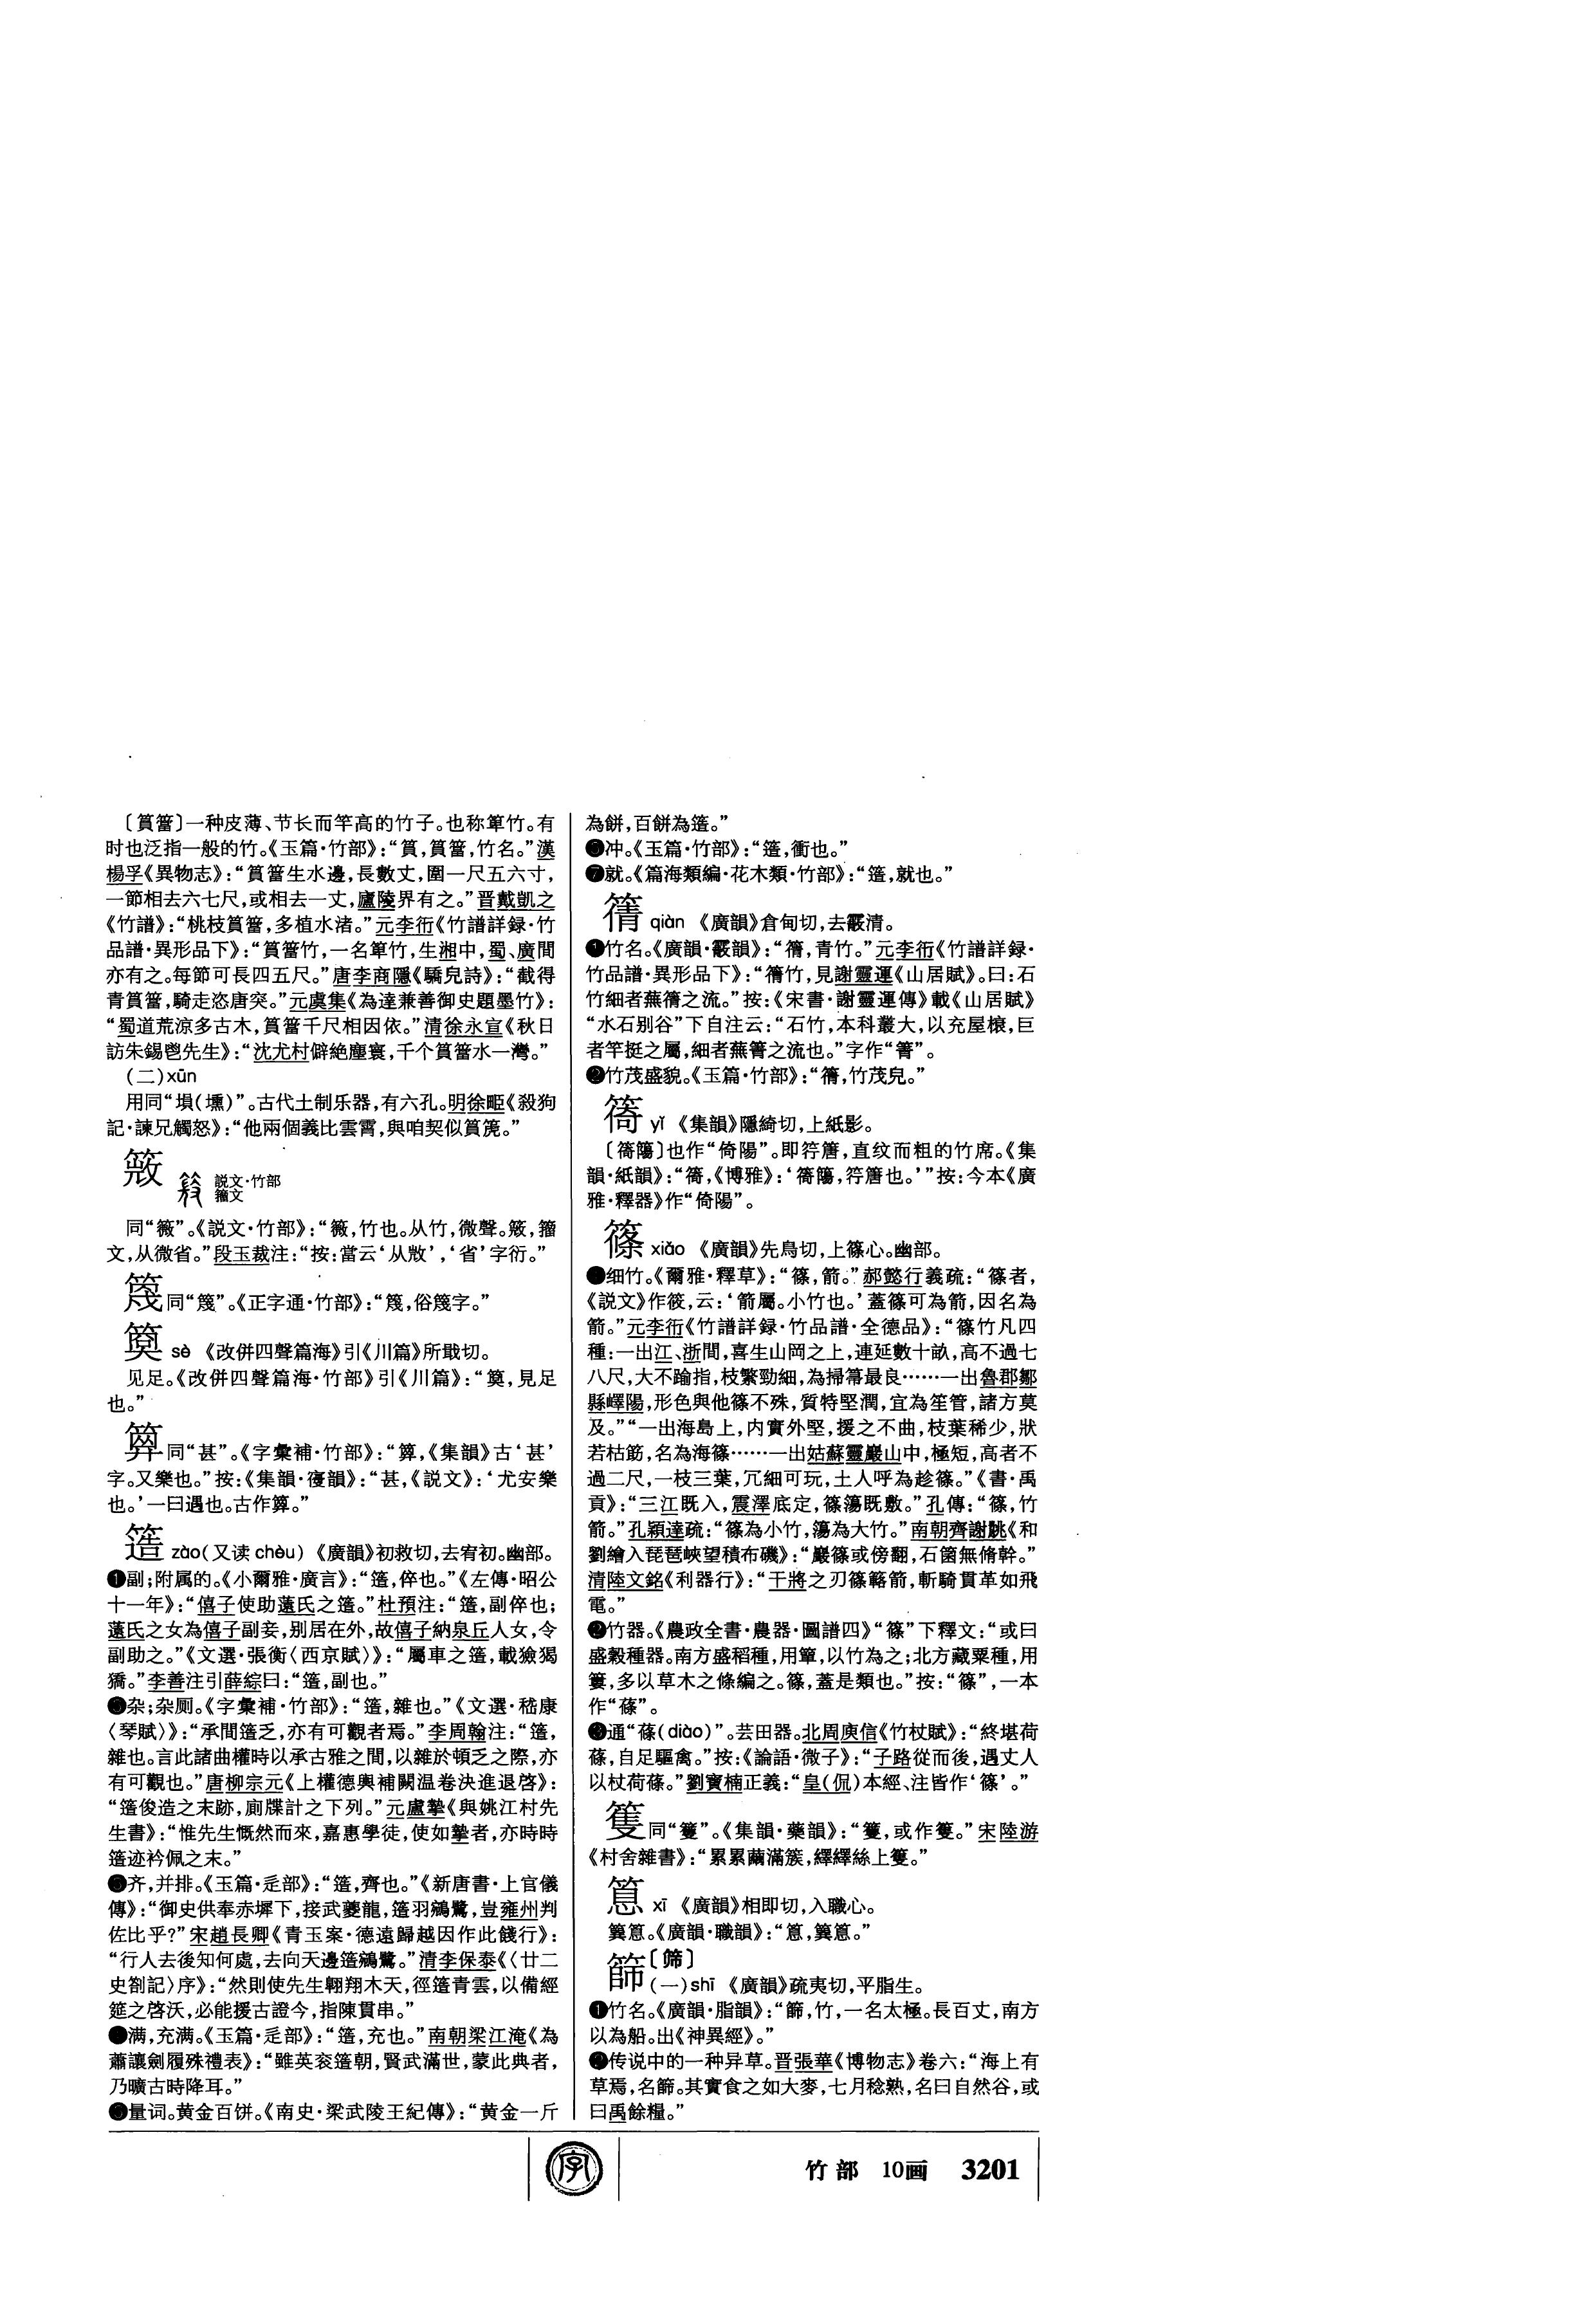 〔篔簹〕一种皮薄、节长而竿高的竹子。也称篁竹。有
时也泛指一般的竹。《玉篇·竹部》:“篔,篔簹,竹名。”漢
楊孚《異物志》:“篔簹生水邊,長數丈,圍一尺五六寸,
一節相去六七尺,或相去一丈,廬陵界有之。”晋戴凱之
《竹譜》:“桃枝篔簹,多植水渚。”元李衎《竹譜詳録·竹
品譜·異形品下》:“篔簹竹,一名篁竹,生湘中,蜀、廣間
亦有之。每節可長四五尺。”唐李商隱《驕兒詩》:“截得
青篔簹,騎走恣唐突。”元虞集《為達兼善御史題墨竹》:
“蜀道荒涼多古木,篔簹千尺相因依。”清徐永宣《秋日
訪朱錫鬯先生》:“沈尤村僻絶塵寰,千个篔簹水一灣。”
(二)xūn
用同“塤(壎)”。古代土制乐器,有六孔。明徐𤱱《殺狗
記·諫兄觸怒》:“他兩個義比雲霄,與咱契似篔箎。”
説文·竹部
籀文
同“薇”。《説文·竹部》:“薇,竹也。从竹,微聲。𥳆,籀
文,从微省。”段玉裁注:“按:當云‘从𢼸’,‘省’字衍。”
同“篾”。《正字通·竹部》:“,俗篾字。”
sè 《改併四聲篇海》引《川篇》所戢切。
见足。《改併四聲篇海·竹部》引《川篇》:“,見足
也。”
同“甚”。《字彙補·竹部》:“,《集韻》古‘甚’
字。又樂也。”按:《集韻·寑韻》:“甚,《説文》:‘尤安樂
也。’一曰遇也。古作。”
簉 zào(又读chèu) 《廣韻》初救切,去宥初。幽部。
❶副;附属的。《小爾雅·廣言》:“簉,倅也。”《左傳·昭公
十一年》:“僖子使助薳氏之簉。”杜預注:“簉,副倅也;
薳氏之女為僖子副妾,别居在外,故僖子納泉丘人女,令
副助之。”《文選·張衡〈西京賦〉》:“屬車之簉,載獫猲
獢。”李善注引薛綜曰:“簉,副也。”
❷杂;杂厕。《字彙補·竹部》:“簉,雜也。”《文選·嵇康
〈琴賦〉》:“承間簉乏,亦有可觀者焉。”李周翰注:“簉,
雜也。言此諸曲權時以承古雅之間,以雜於頓乏之際,亦
有可觀也。”唐柳宗元《上權德輿補闕温卷決進退啓》:
“簉俊造之末跡,廁牒計之下列。”元盧摯《與姚江村先
生書》:“惟先生慨然而來,嘉惠學徒,使如摯者,亦時時
簉迹衿佩之末。”
❸齐,并排。《玉篇·辵部》:“簉,齊也。”《新唐書·上官儀
傳》:“御史供奉赤墀下,接武夔龍,簉羽鵷鷺,豈雍州判
佐比乎?”宋趙長卿《青玉案·德遠歸越因作此餞行》:
“行人去後知何處,去向天邊簉鵷鷺。”清李保泰《〈廿二
史劄記〉序》:“然則使先生翱翔木天,徑簉青雲,以備經
筵之啓沃,必能援古證今,指陳貫串。”
❹满,充满。《玉篇·辵部》:“簉,充也。”南朝梁江淹《為
蕭讓劍履殊禮表》:“雖英衮簉朝,賢武滿世,蒙此典者,
乃曠古時降耳。”
❺量词。黄金百饼。《南史·梁武陵王紀傳》:“黄金一斤
為餅,百餅為簉。”
❻冲。《玉篇·竹部》:“簉,衝也。”
❼就。《篇海類編·花木類·竹部》:“簉,就也。”
qiàn 《廣韻》倉甸切,去霰清。
❶竹名。《廣韻·霰韻》:“,青竹。”元李衎《竹譜詳録·
竹品譜·異形品下》:“竹,見謝靈運《山居賦》。曰:石
竹細者蕪之流。”按:《宋書·謝靈運傳》載《山居賦》
“水石别谷”下自注云:“石竹,本科叢大,以充屋榱,巨
者竿挺之屬,細者蕪箐之流也。”字作“箐”。
❷竹茂盛貌。《玉篇·竹部》:“,竹茂皃。”
yǐ 《集韻》隱綺切,上紙影。
〔〕也作“倚陽”。即筕篖,直纹而粗的竹席。《集
韻·紙韻》:“,《博雅》:‘,筕篖也。’”按:今本《廣
雅·釋器》作“倚陽”。
篠 xiǎo 《廣韻》先鳥切,上篠心。幽部。
❶细竹。《爾雅·釋草》:“篠,箭。”郝懿行義疏:“篠者,
《説文》作筱,云:‘箭屬。小竹也。’蓋篠可為箭,因名為
箭。”元李衎《竹譜詳録·竹品譜·全德品》:“篠竹凡四
種:一出江、浙間,喜生山岡之上,連延數十畝,高不過七
八尺,大不踰指,枝繁勁細,為掃箒最良……一出魯郡鄒
縣嶧陽,形色與他篠不殊,質特堅潤,宜為笙管,諸方莫
及。”“一出海島上,内實外堅,援之不曲,枝葉稀少,狀
若枯筯,名為海篠……一出姑蘇靈巖山中,極短,高者不
過二尺,一枝三葉,冗細可玩,土人呼為趁篠。”《書·禹
貢》:“三江既入,震澤底定,篠簜既敷。”孔傳:“篠,竹
箭。”孔穎達疏:“篠為小竹,簜為大竹。”南朝齊謝朓《和
劉繪入琵琶峽望積布磯》:“巖篠或傍翻,石箘無脩幹。”
清陸文銘《利器行》:“干將之刃篠簵箭,斬騎貫革如飛
電。”
❷竹器。《農政全書·農器·圖譜四》“篠”下釋文:“或曰
盛穀種器。南方盛稻種,用簞,以竹為之;北方藏粟種,用
簍,多以草木之條編之。篠,蓋是類也。”按:“篠”,一本
作“蓧”。
❸通“蓧(diào)”。芸田器。北周庾信《竹杖賦》:“終堪荷
蓧,自足驅禽。”按:《論語·微子》:“子路從而後,遇丈人
以杖荷蓧。”劉寶楠正義:“皇(侃)本經、注皆作‘篠’。”
篗 同“籰”。《集韻·藥韻》:“籰,或作篗。”宋陸游
《村舍雜書》:“累累繭滿簇,繹繹絲上篗。”
xī 《廣韻》相即切,入職心。
簨。《廣韻·職韻》:“,簨。”
篩〔筛〕
(一)shī 《廣韻》疏夷切,平脂生。
❶竹名。《廣韻·脂韻》:“篩,竹,一名太極。長百丈,南方
以為船。出《神異經》。”
❷传说中的一种异草。晋張華《博物志》卷六:“海上有
草焉,名篩。其實食之如大麥,七月稔熟,名曰自然谷,或
曰禹餘糧。”
字
竹部 10画 3201